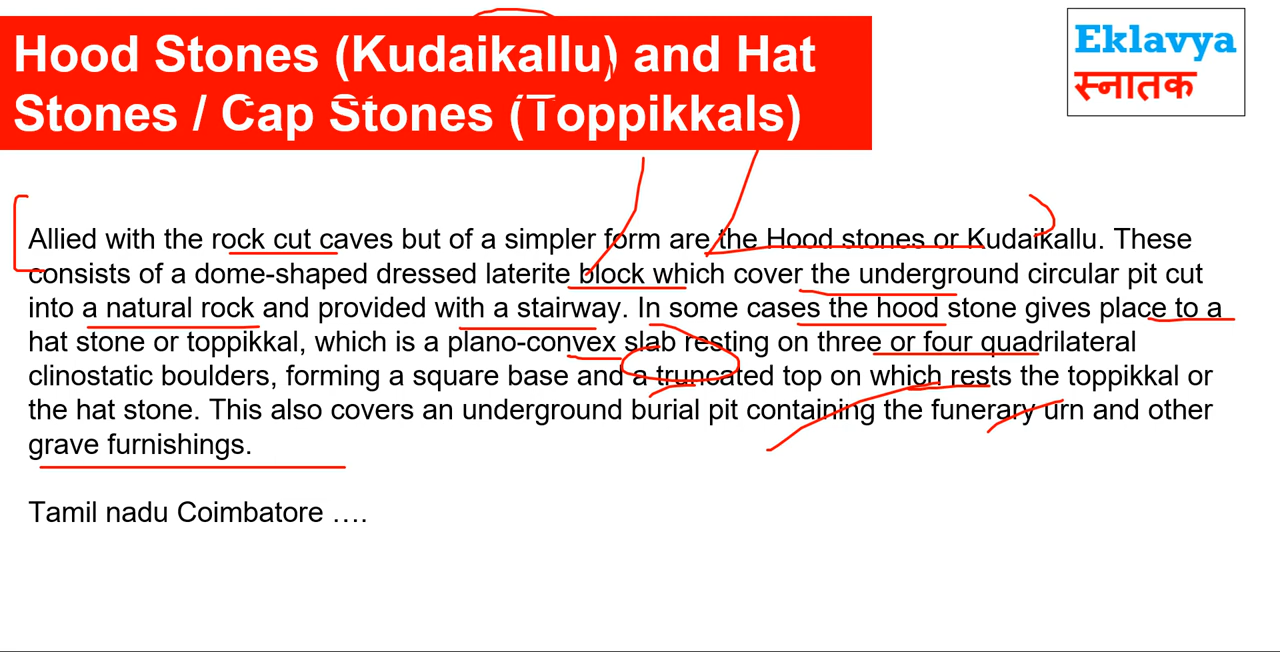 Hood Stones (Kudaikallu) and Hat
Stones / Cap Stones (Toppikkals)
Eklavya
स्नातक
Allied with the rock cut caves but of a simpler form are the Hood stones or Kudaikallu. These
consists of a dome-shaped dressed laterite block which cover the underground circular pit cut
into a natural rock and provided with a stairway. In some cases the hood stone gives place to a
hat stone or toppikkal, which is a plano-convex slab resting on three or four quadrilateral
clinostatic boulders, forming a square base and a truncated top on which rests the toppikkal or
the hat stone. This also covers an underground burial pit containing the funerary urn and other
grave furnishings.
Tamil nadu Coimbatore ….